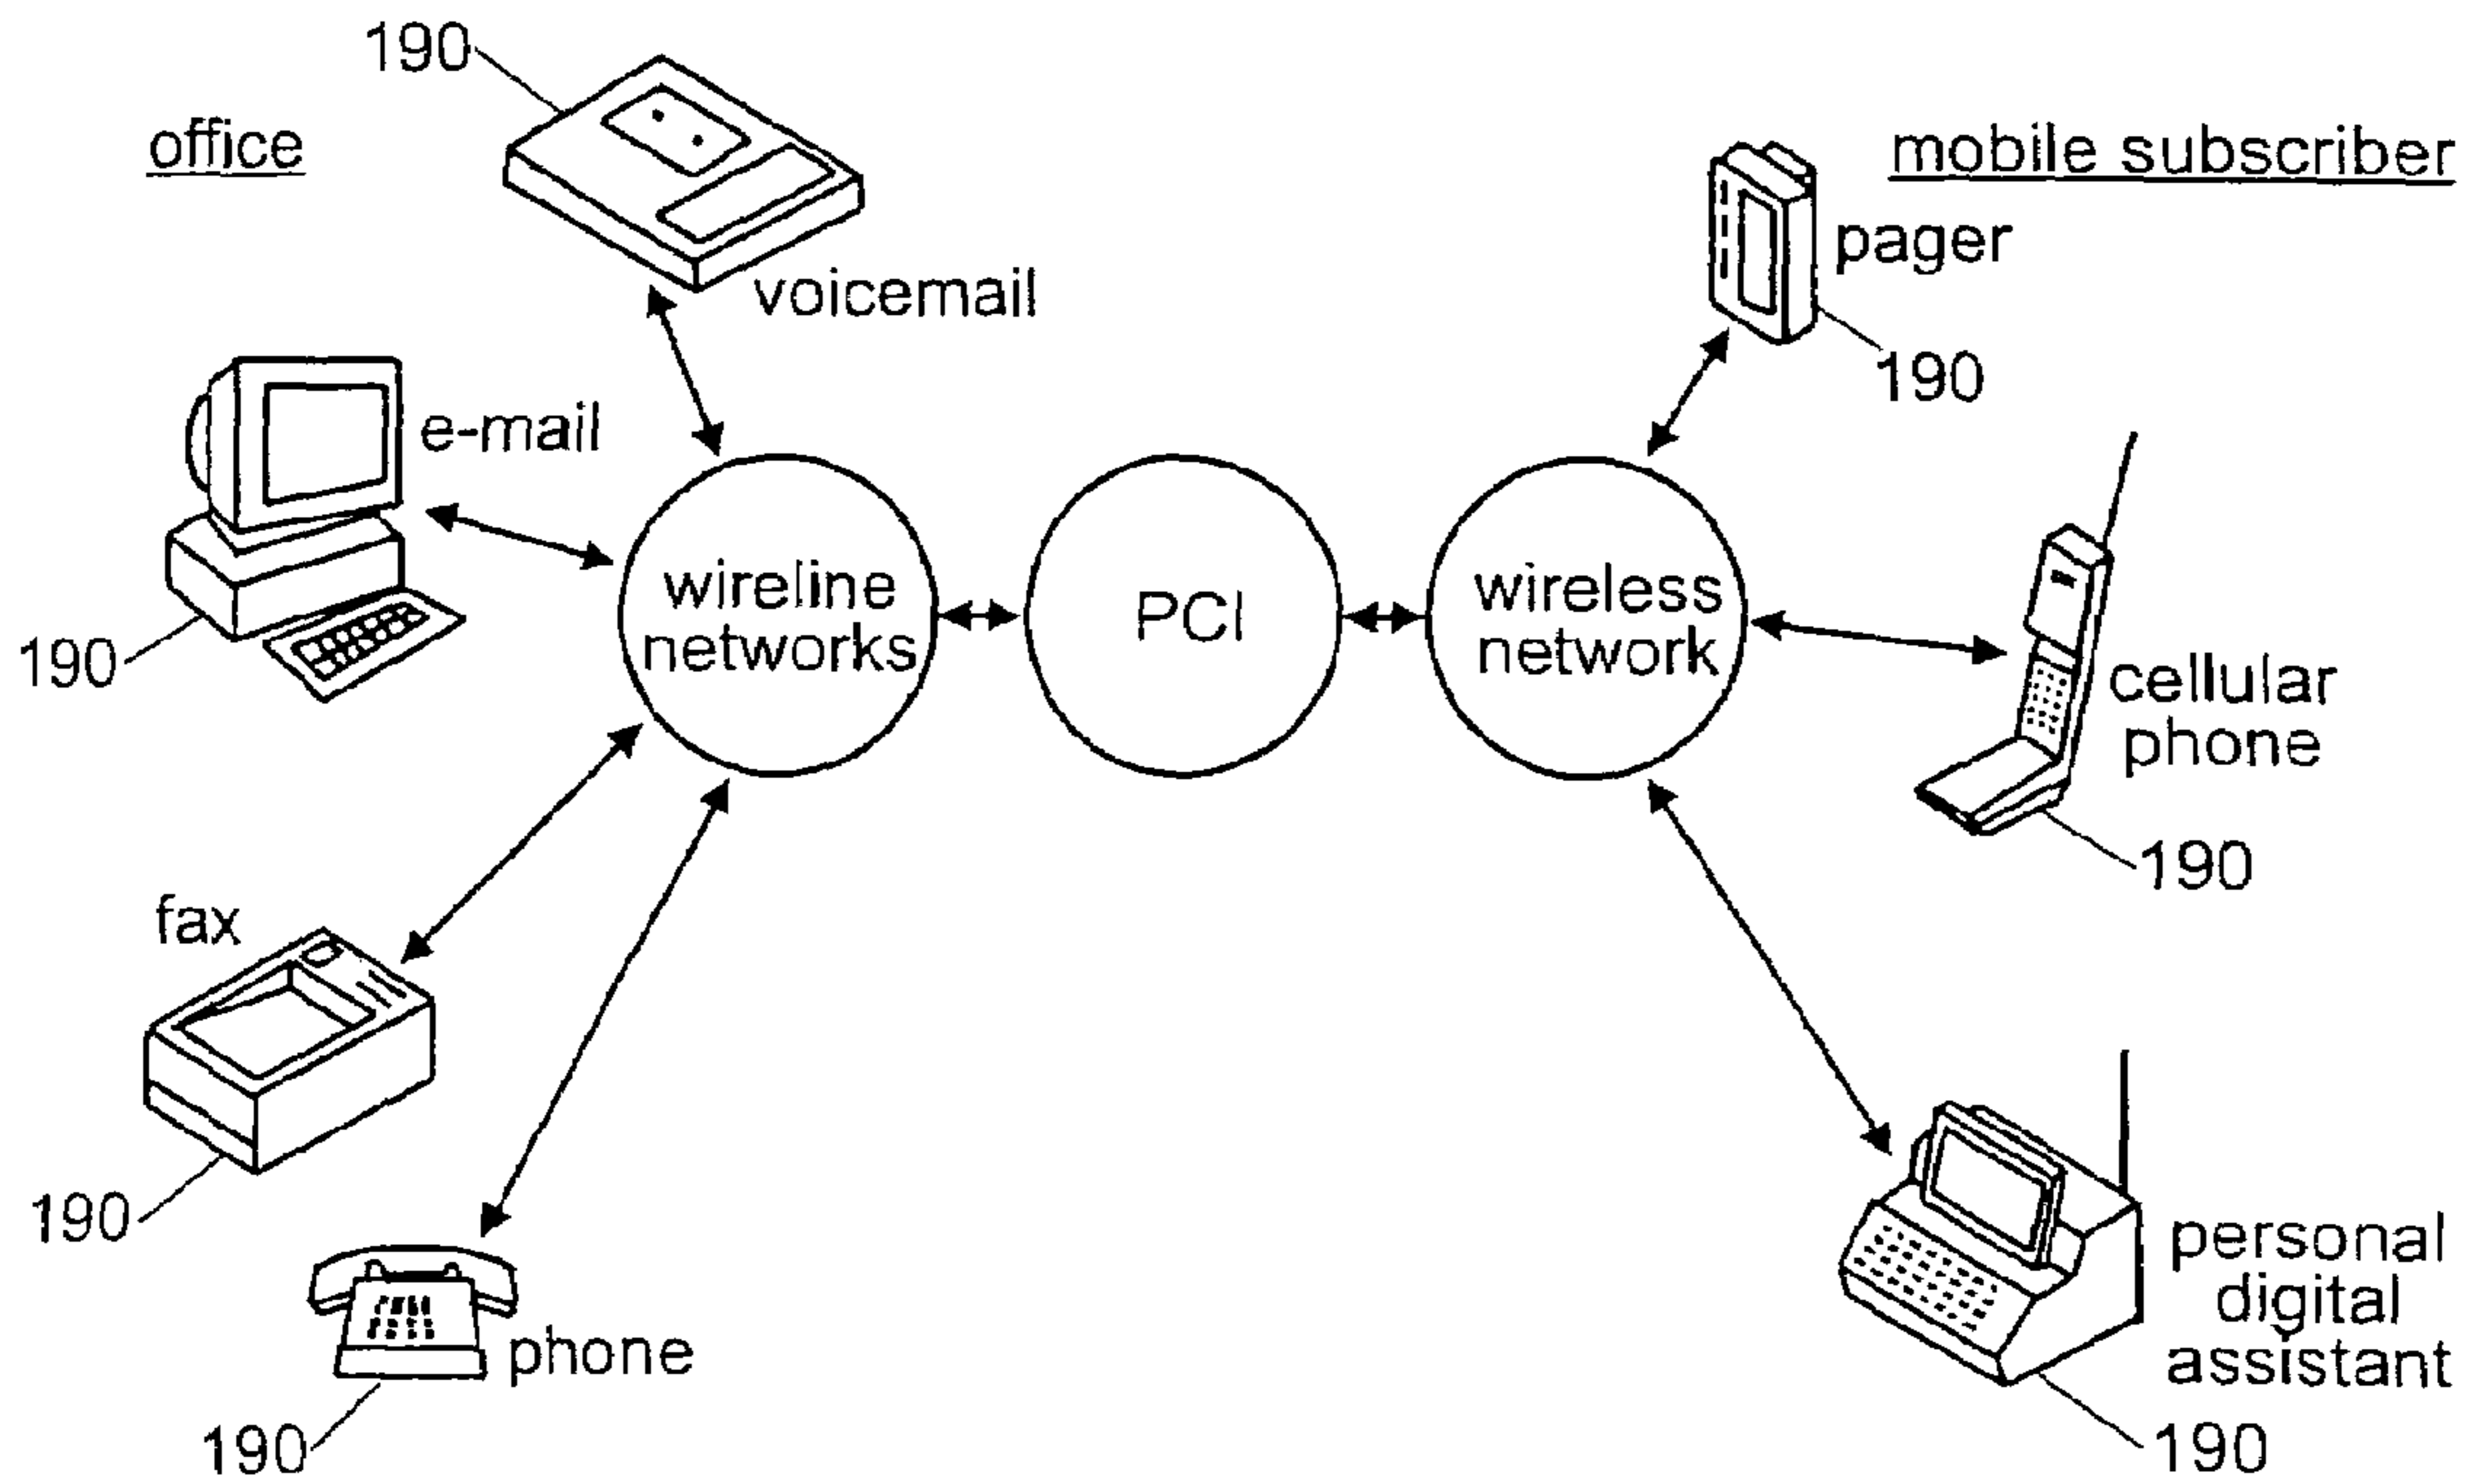 190
office
mobile subscriber
pager
voicemail
190
e-mail
wireline
networks
PCI
wireless
network
190
cellular
phone
190
fax
190
personal
digital
assistant
phone
190
190